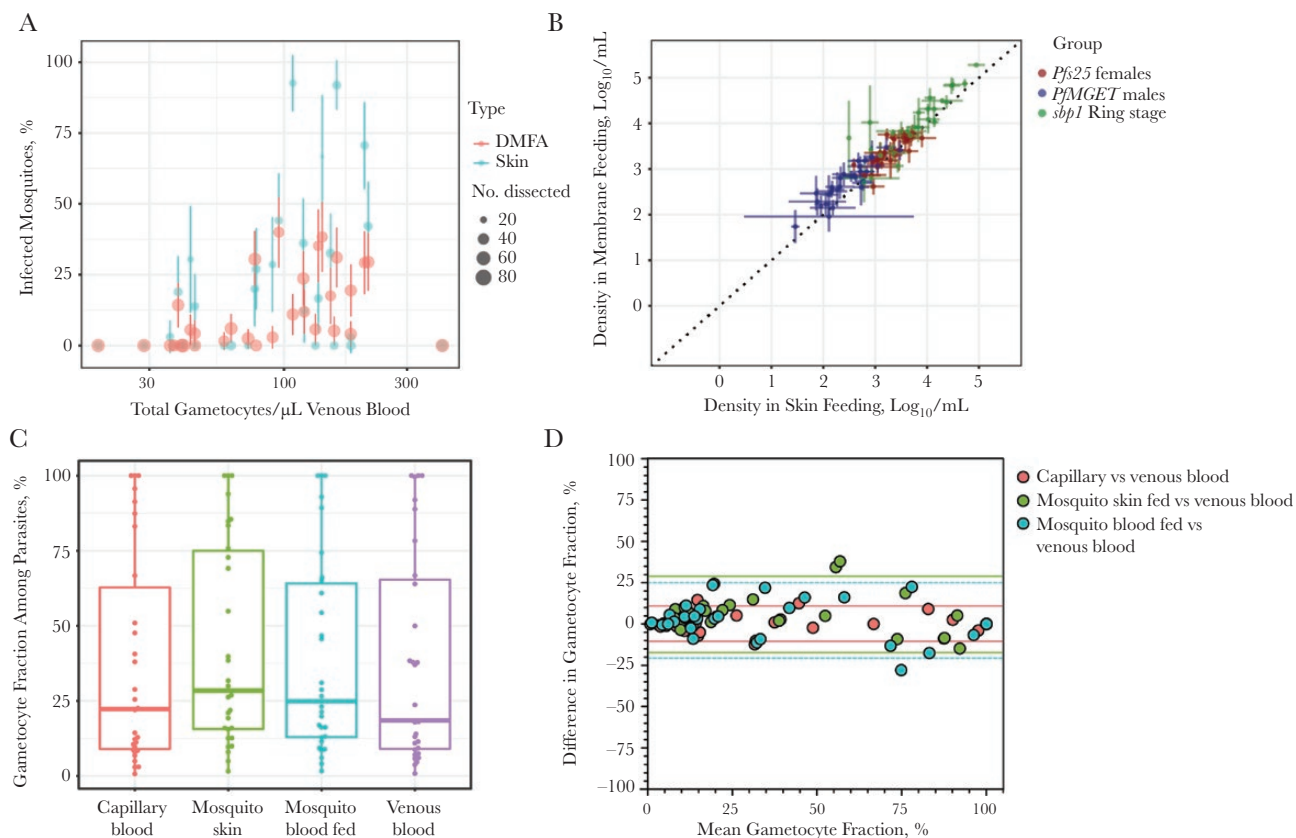 A
Infected Mosquitoes, %
100
75
50
25
0
30
100
300
Total Gametocytes/μL Venous Blood
Type
DMFA
Skin
No. dissected
20
40
60
80
B
Density in Membrane Feeding, Log10/mL
5
4
3
2
1
0
0
1
2
3
4
5
Density in Skin Feeding, Log10/mL
Group
Pfs25 females
PfMGET males
sbp1 Ring stage
C
Gametocyte Fraction Among Parasites, %
100
75
50
25
0
Capillary
blood
Mosquito
skin
Mosquito
blood fed
Venous
blood
D
Difference in Gametocyte Fraction, %
100
75
50
25
0
−25
−50
−75
−100
0
25
50
75
100
Mean Gametocyte Fraction, %
Capillary vs venous blood
Mosquito skin fed vs venous blood
Mosquito blood fed vs
venous blood